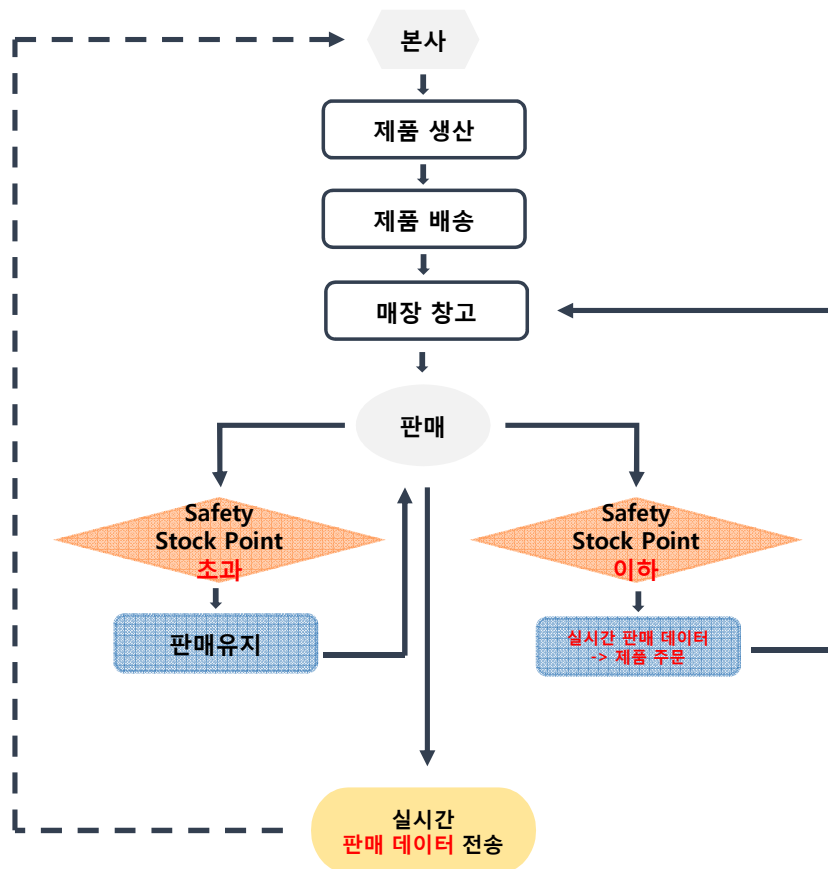 본사
제품 생산
제품 배송
매장 창고
판매
Safety
Stock Point
초과
Safety
Stock Point
이하
판매유지
실시간 판매 데이터
-> 제품 주문
실시간
판매 데이터 전송